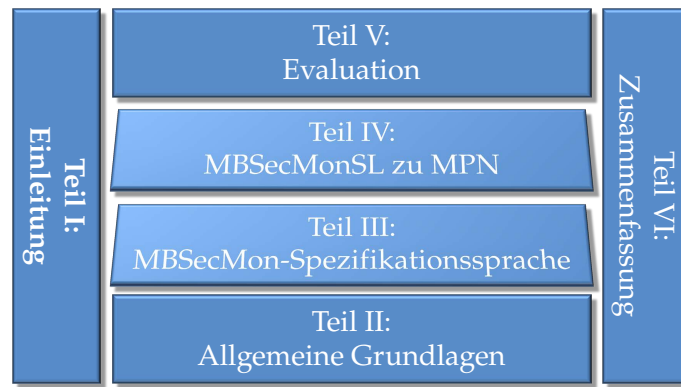 Teil I:
Einleitung
Teil V:
Evaluation
Teil IV:
MBSecMonSL zu MPN
Teil III:
MBSecMon-Spezifikationssprache
Teil II:
Allgemeine Grundlagen
Teil VI:
Zusammenfassung